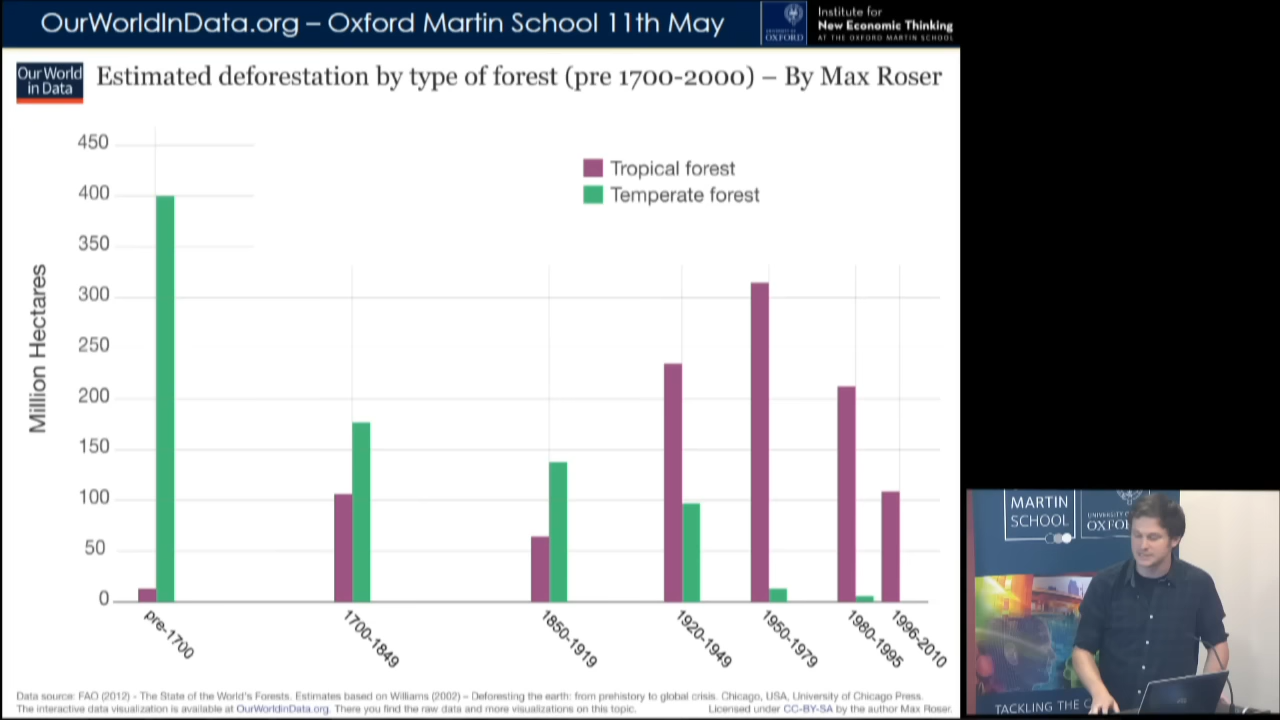 OurWorldInData.org – Oxford Martin School 11th May
UNIVERSITY OF
OXFORD
Institute for
New Economic Thinking
AT THE OXFORD MARTIN SCHOOL
Our World
in Data
Estimated deforestation by type of forest (pre 1700-2000) – By Max Roser
Tropical forest
Temperate forest
Million Hectares
450
400
350
300
250
200
150
100
50
0
pre-1700
1700-1849
1850-1919
1920-1949
1950-1979
1980-1995
1996-2010
Data source: FAO (2012) - The State of the World's Forests. Estimates based on Williams (2002) – Deforesting the earth: from prehistory to global crisis. Chicago, USA, University of Chicago Press.
The interactive data visualization is available at OurWorldinData.org. There you find the raw data and more visualizations on this topic.
Licensed under CC-BY-SA by the author Max Roser.
MARTIN
SCHOOL
UNIVERSITY
OXFO
TACKLING THE C